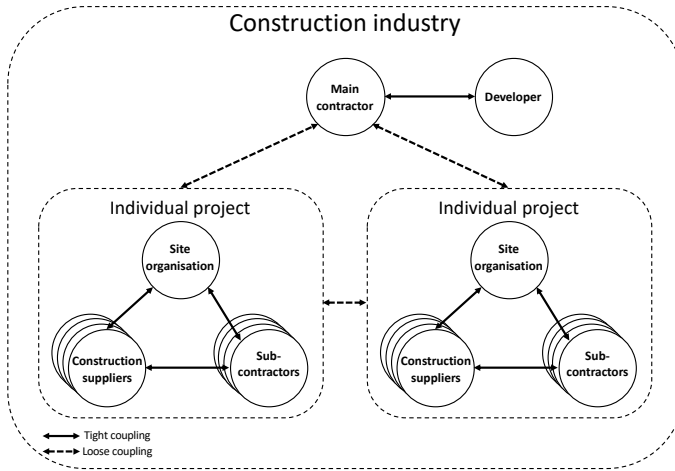 Construction industry
Main
contractor
Developer
Individual project
Individual project
Site
organisation
Site
organisation
Construction
suppliers
Sub-
contractors
Construction
suppliers
Sub-
contractors
Tight coupling
Loose coupling